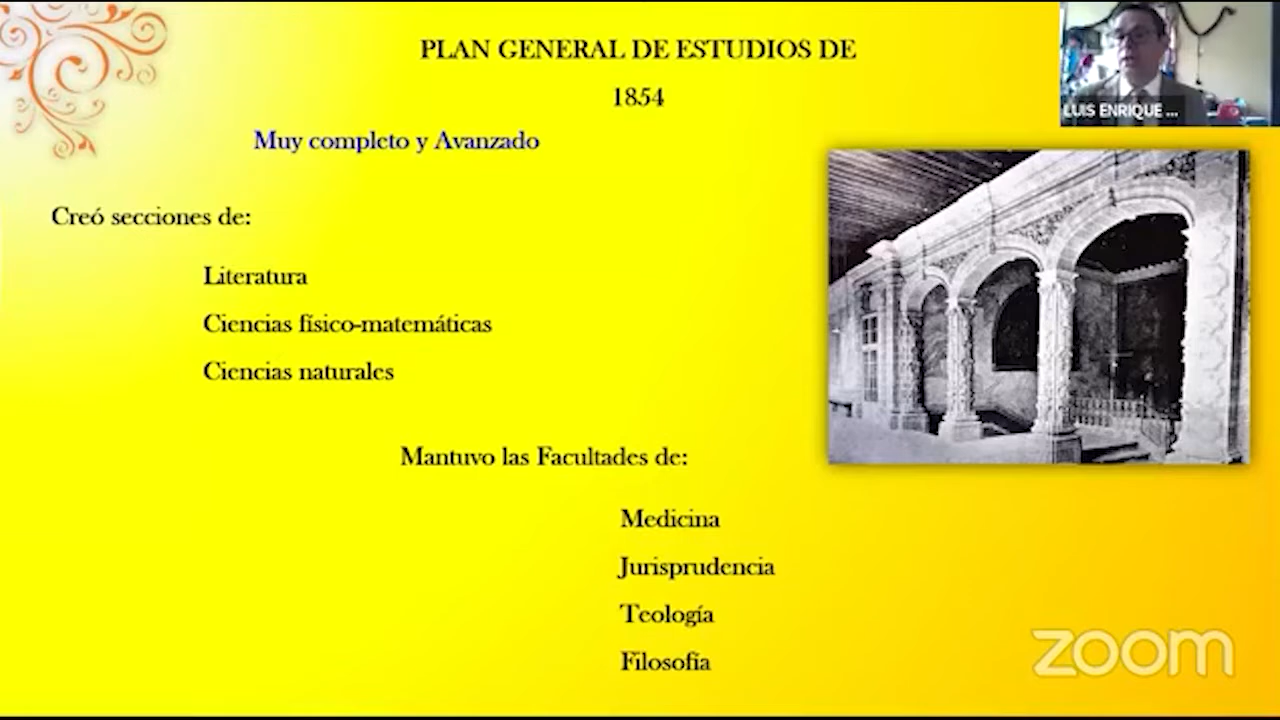 PLAN GENERAL DE ESTUDIOS DE
1854
LUIS ENRIQUE ...
Muy completo y Avanzado
Creó secciones de:
Literatura
Ciencias físico-matemáticas
Ciencias naturales
Mantuvo las Facultades de:
Medicina
Jurisprudencia
Teología
Filosofía
zoom